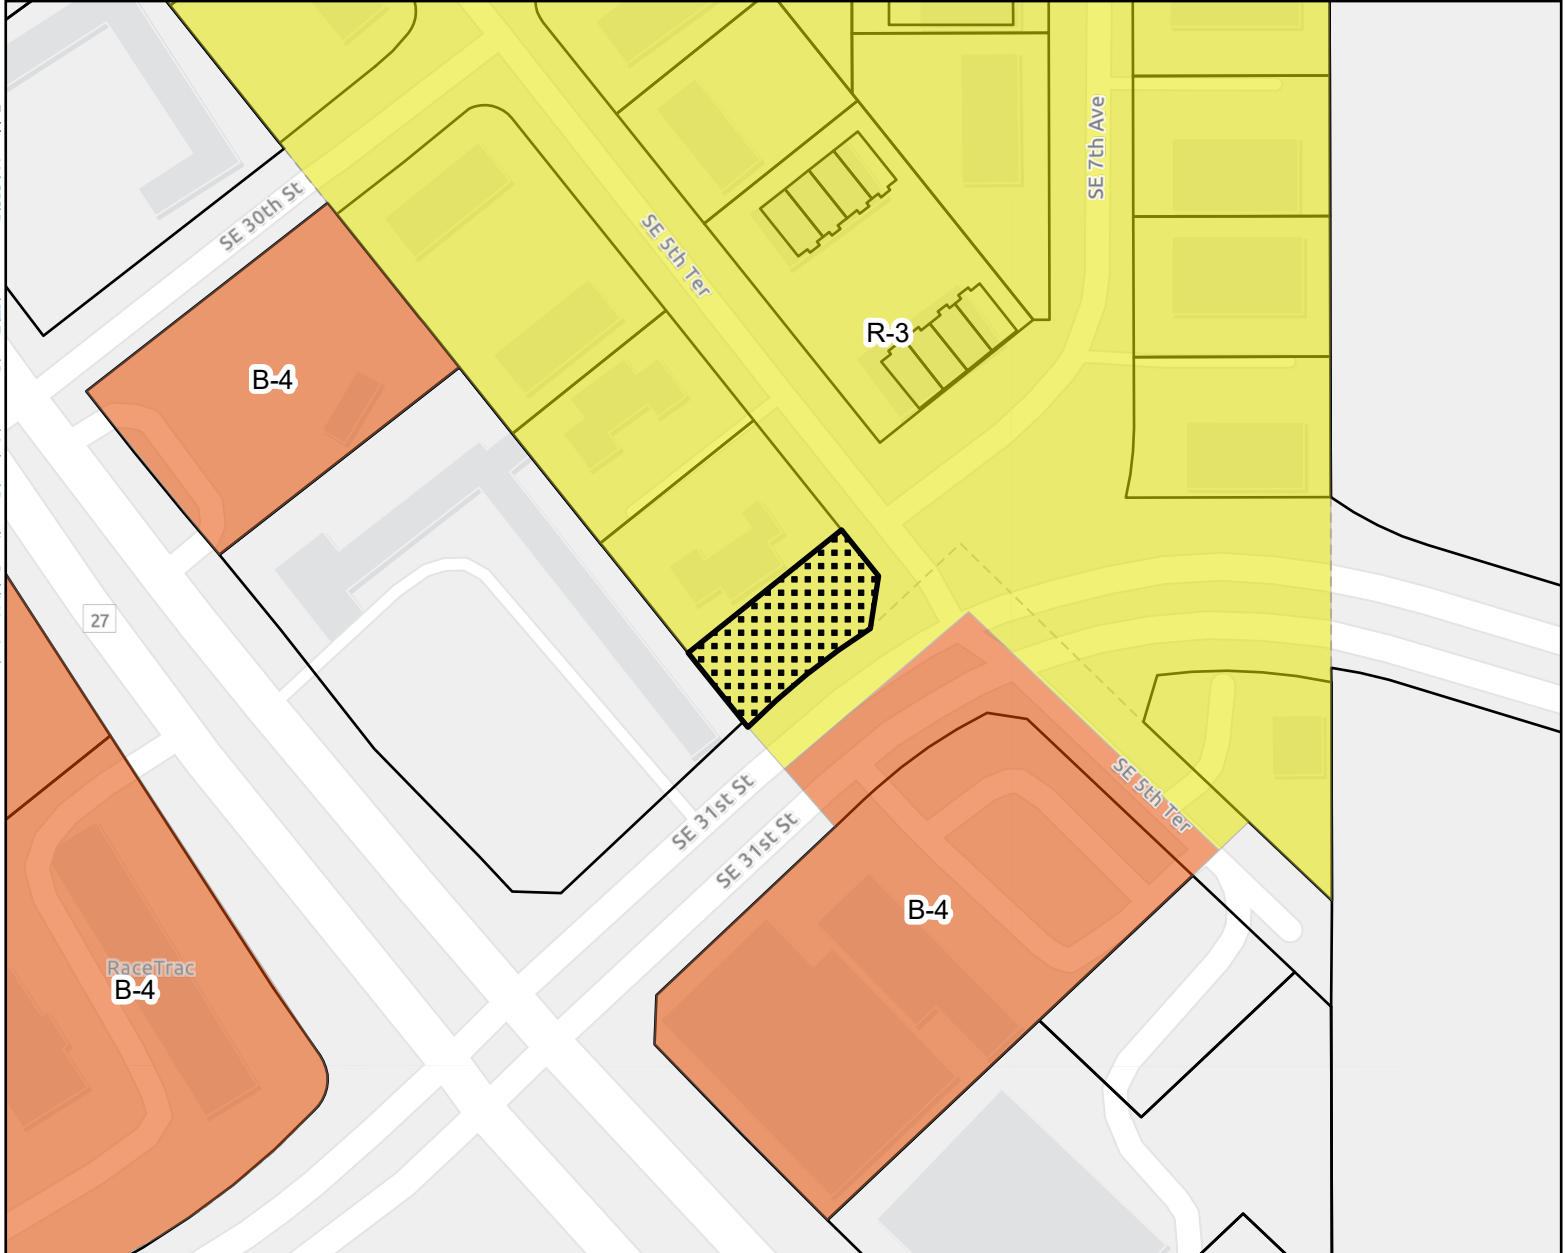 SE 7th Ave
SE 30th St
SE 5th Ter
R-3
B-4
27
SE 5th Ter
SE 31st St
SE 31st St
B-4
RaceTrac
B-4